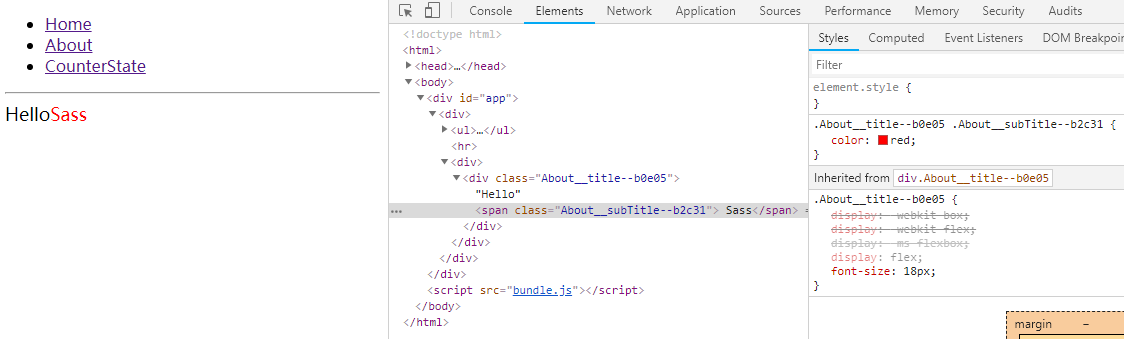 Home
About
CounterState
HelloSass
Console Elements Network Application Sources Performance Memory Security Audits
<!doctype html>
<html>
<head>…</head>
<body>
<div id="app">
<div>
<ul>…</ul>
<hr>
<div>
<div class="About__title--b0e05">
"Hello"
<span class="About__subTitle--b2c31"> Sass</span> =
</div>
</div>
</div>
</div>
<script src="bundle.js"></script>
</body>
</html>
Styles Computed Event Listeners DOM Breakpoin
Filter
element.style {
}
.About__title--b0e05 .About__subTitle--b2c31 {
color: red;
}
Inherited from div.About__title--b0e05
.About__title--b0e05 {
display: -webkit-box;
display: -webkit-flex;
display: -ms-flexbox;
display: flex;
font-size: 18px;
}
margin –